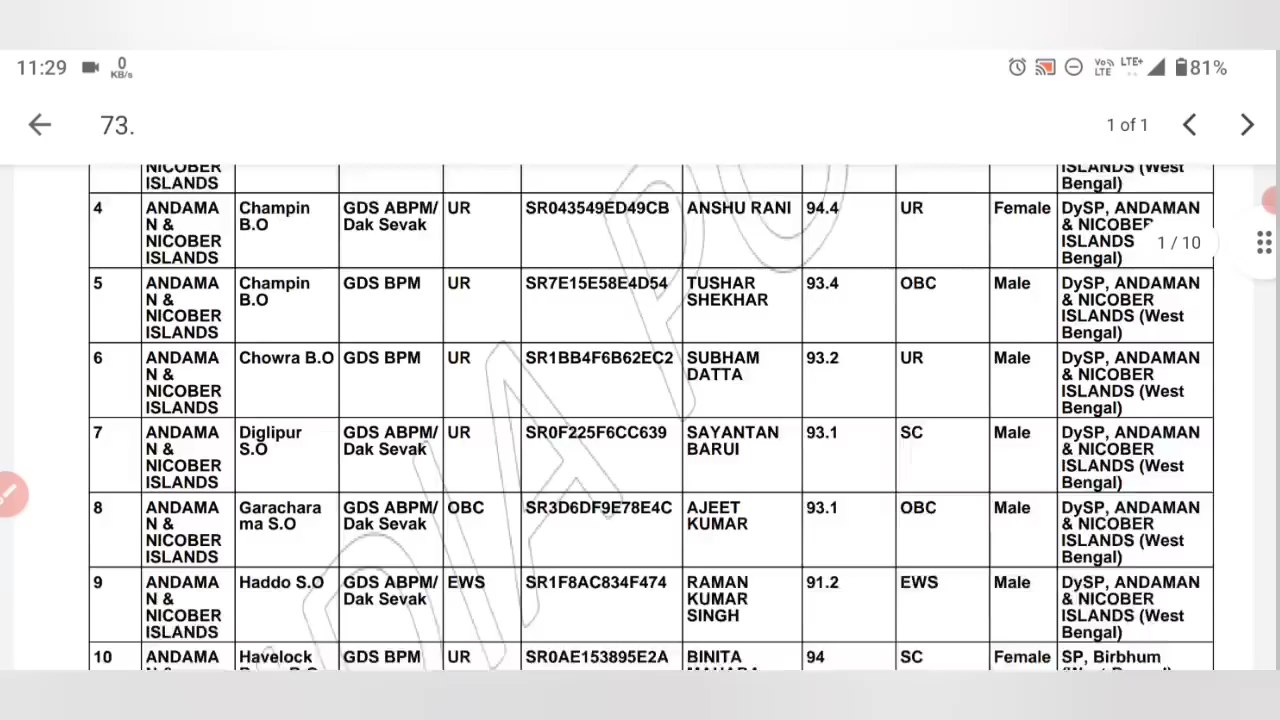 11:29 0 KB/s Vo)) LTE LTE+ 81%
73. 1 of 1
NICOBER ISLANDS (West
ISLANDS Bengal)
4 ANDAMA Champin GDS ABPM/ UR SR043549ED49CB ANSHU RANI 94.4 UR Female DySP, ANDAMAN
N & B.O Dak Sevak & NICOBER
NICOBER ISLANDS 1 / 10
ISLANDS Bengal)
5 ANDAMA Champin GDS BPM UR SR7E15E58E4D54 TUSHAR 93.4 OBC Male DySP, ANDAMAN
N & B.O SHEKHAR & NICOBER
NICOBER ISLANDS (West
ISLANDS Bengal)
6 ANDAMA Chowra B.O GDS BPM UR SR1BB4F6B62EC2 SUBHAM 93.2 UR Male DySP, ANDAMAN
N & DATTA & NICOBER
NICOBER ISLANDS (West
ISLANDS Bengal)
7 ANDAMA Diglipur GDS ABPM/ UR SR0F225F6CC639 SAYANTAN 93.1 SC Male DySP, ANDAMAN
N & S.O Dak Sevak BARUI & NICOBER
NICOBER ISLANDS (West
ISLANDS Bengal)
8 ANDAMA Garachara GDS ABPM/ OBC SR3D6DF9E78E4C AJEET 93.1 OBC Male DySP, ANDAMAN
N & ma S.O Dak Sevak KUMAR & NICOBER
NICOBER ISLANDS (West
ISLANDS Bengal)
9 ANDAMA Haddo S.O GDS ABPM/ EWS SR1F8AC834F474 RAMAN 91.2 EWS Male DySP, ANDAMAN
N & Dak Sevak KUMAR & NICOBER
NICOBER SINGH ISLANDS (West
ISLANDS Bengal)
10 ANDAMA Havelock GDS BPM UR SR0AE153895E2A BINITA 94 SC Female SP, Birbhum